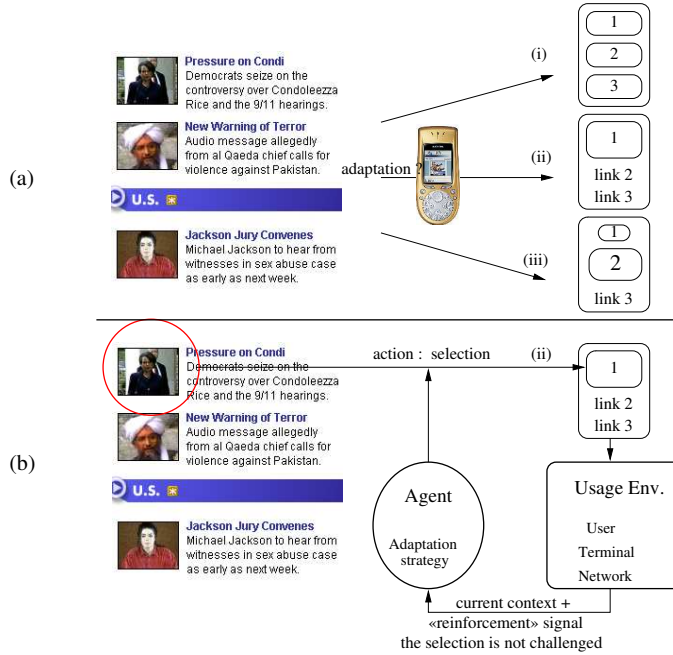 (a)
Pressure on Condi
Democrats seize on the
controversy over Condoleezza
Rice and the 9/11 hearings.
New Warning of Terror
Audio message allegedly
from al Qaeda chief calls for
violence against Pakistan.
U.S.
Jackson Jury Convenes
Michael Jackson to hear from
witnesses in sex abuse case
as early as next week.
adaptation ?
(i)
1
2
3
(ii)
1
link 2
link 3
(iii)
1
2
link 3
(b)
Pressure on Condi
Democrats seize on the
controversy over Condoleezza
Rice and the 9/11 hearings.
New Warning of Terror
Audio message allegedly
from al Qaeda chief calls for
violence against Pakistan.
U.S.
Jackson Jury Convenes
Michael Jackson to hear from
witnesses in sex abuse case
as early as next week.
action : selection
(ii)
1
link 2
link 3
Agent
Adaptation
strategy
Usage Env.
User
Terminal
Network
current context +
«reinforcement» signal
the selection is not challenged